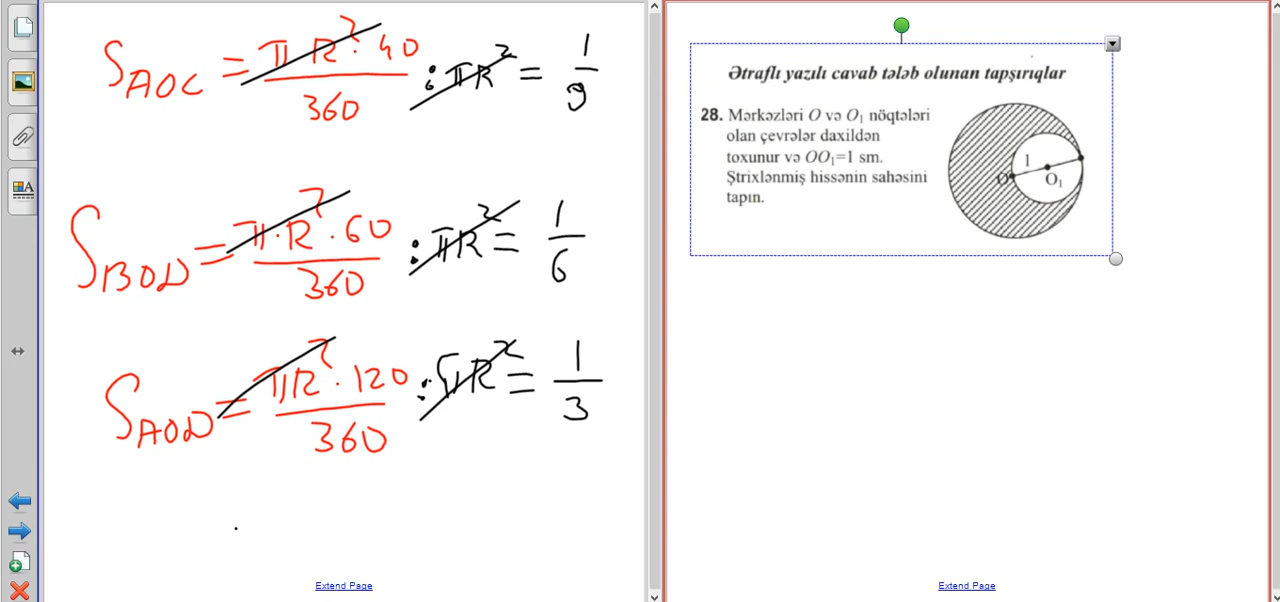 S_AOC = π R² · 40 / 360 : πR² = 1/9
S_BOD = π · R² · 60 / 360 : πR² = 1/6
S_AOD = πR² · 120 / 360 : πR² = 1/3
Extend Page
Ətraflı yazılı cavab tələb olunan tapşırıqlar
28. Mərkəzləri O və O₁ nöqtələri
olan çevrələr daxildən
toxunur və OO₁=1 sm.
Ştrixlənmiş hissənin sahəsini
tapın.
1
O
O₁
Extend Page